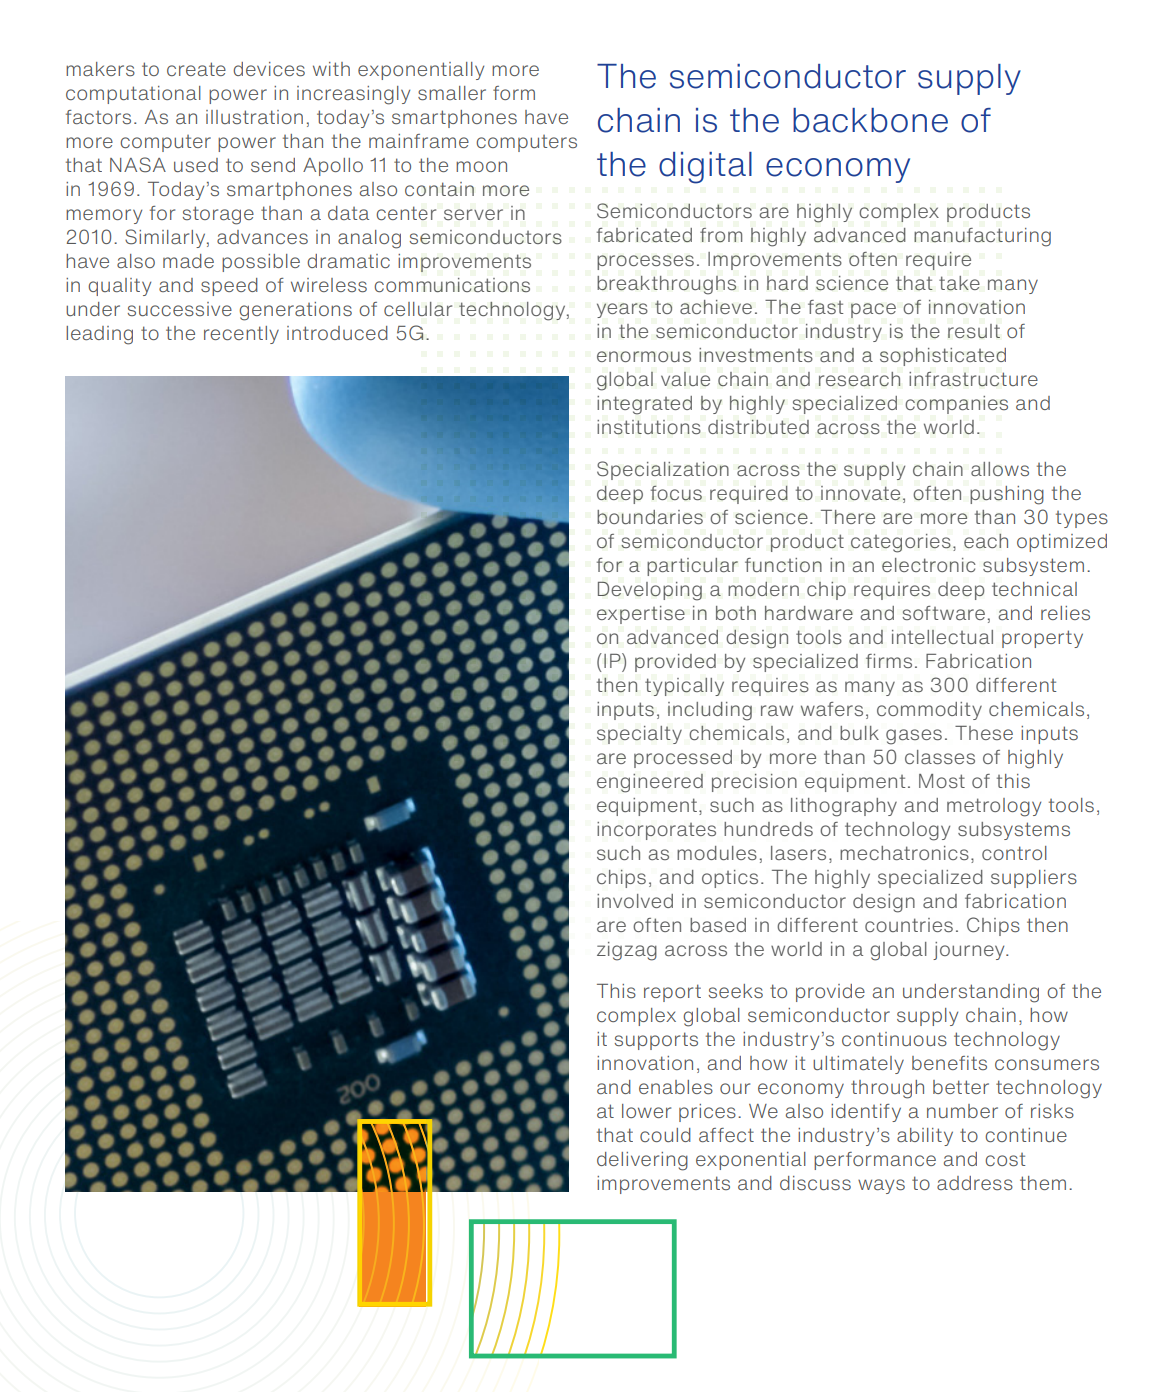 makers to create devices with exponentially more
computational power in increasingly smaller form
factors. As an illustration, today’s smartphones have
more computer power than the mainframe computers
that NASA used to send Apollo 11 to the moon
in 1969. Today’s smartphones also contain more
memory for storage than a data center server in
2010. Similarly, advances in analog semiconductors
have also made possible dramatic improvements
in quality and speed of wireless communications
under successive generations of cellular technology,
leading to the recently introduced 5G.
200
The semiconductor supply
chain is the backbone of
the digital economy
Semiconductors are highly complex products
fabricated from highly advanced manufacturing
processes. Improvements often require
breakthroughs in hard science that take many
years to achieve. The fast pace of innovation
in the semiconductor industry is the result of
enormous investments and a sophisticated
global value chain and research infrastructure
integrated by highly specialized companies and
institutions distributed across the world.
Specialization across the supply chain allows the
deep focus required to innovate, often pushing the
boundaries of science. There are more than 30 types
of semiconductor product categories, each optimized
for a particular function in an electronic subsystem.
Developing a modern chip requires deep technical
expertise in both hardware and software, and relies
on advanced design tools and intellectual property
(IP) provided by specialized firms. Fabrication
then typically requires as many as 300 different
inputs, including raw wafers, commodity chemicals,
specialty chemicals, and bulk gases. These inputs
are processed by more than 50 classes of highly
engineered precision equipment. Most of this
equipment, such as lithography and metrology tools,
incorporates hundreds of technology subsystems
such as modules, lasers, mechatronics, control
chips, and optics. The highly specialized suppliers
involved in semiconductor design and fabrication
are often based in different countries. Chips then
zigzag across the world in a global journey.
This report seeks to provide an understanding of the
complex global semiconductor supply chain, how
it supports the industry’s continuous technology
innovation, and how it ultimately benefits consumers
and enables our economy through better technology
at lower prices. We also identify a number of risks
that could affect the industry’s ability to continue
delivering exponential performance and cost
improvements and discuss ways to address them.